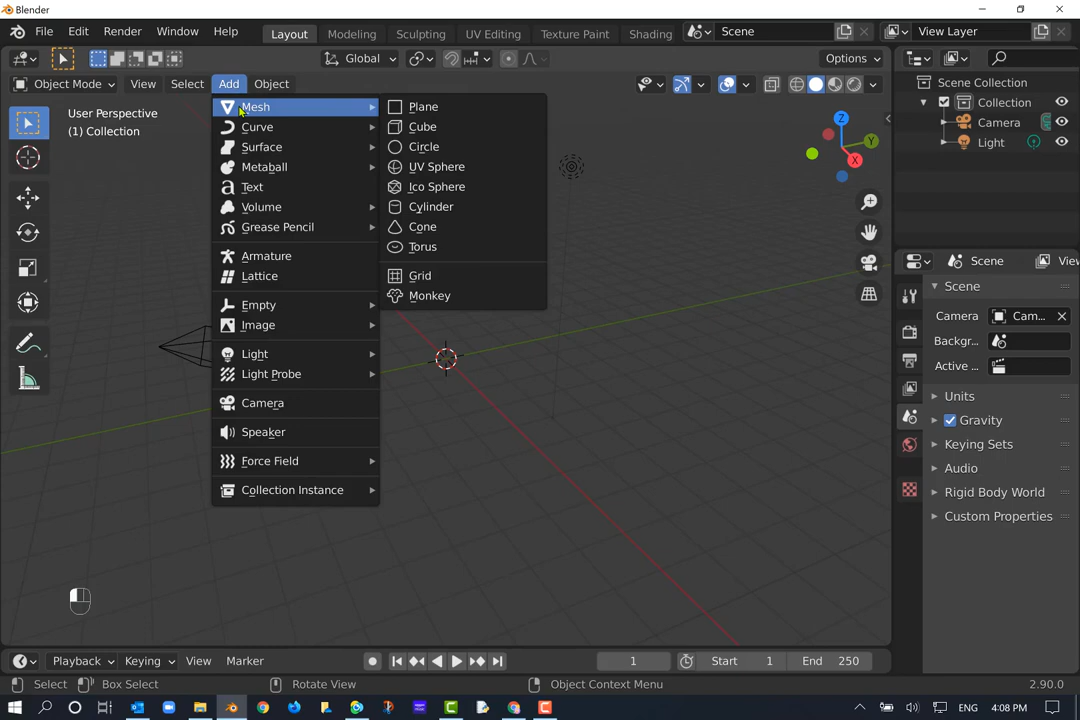 Blender
File Edit Render Window Help Layout Modeling Sculpting UV Editing Texture Paint Shading Scene View Layer
Global Options
Object Mode View Select Add Object
User Perspective
(1) Collection
Mesh
Curve
Surface
Metaball
Text
Volume
Grease Pencil
Armature
Lattice
Empty
Image
Light
Light Probe
Camera
Speaker
Force Field
Collection Instance
Plane
Cube
Circle
UV Sphere
Ico Sphere
Cylinder
Cone
Torus
Grid
Monkey
Z
Y
X
Scene Collection
Collection
Camera
Light
Scene View
Scene
Camera Cam...
Backgr...
Active ...
Units
Gravity
Keying Sets
Audio
Rigid Body World
Custom Properties
Playback Keying View Marker 1 Start 1 End 250
Select Box Select Rotate View Object Context Menu 2.90.0
ENG 4:08 PM